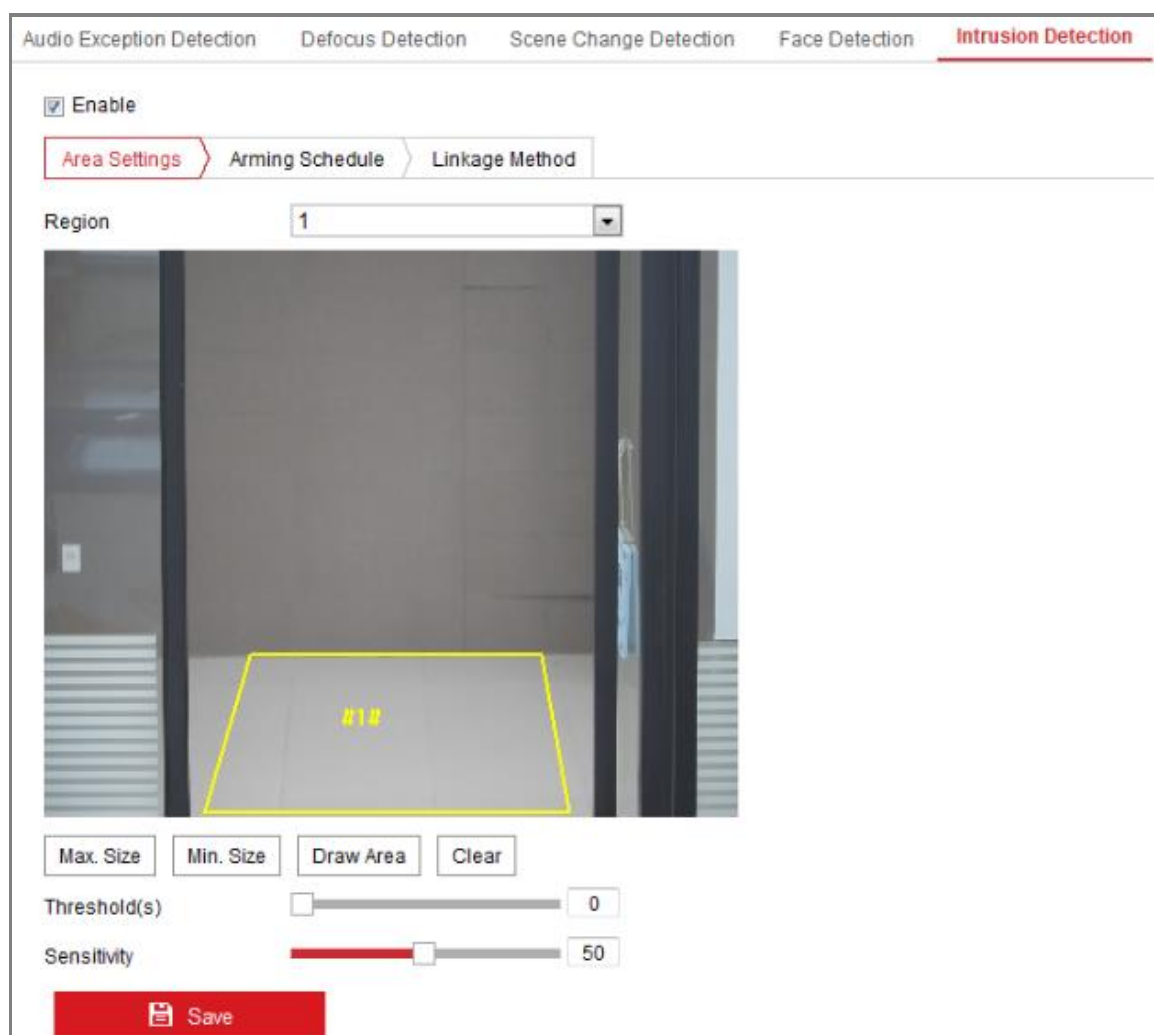 Audio Exception Detection Defocus Detection Scene Change Detection Face Detection Intrusion Detection
Enable
Area Settings Arming Schedule Linkage Method
Region 1
#1#
Max. Size Min. Size Draw Area Clear
Threshold(s) 0
Sensitivity 50
Save